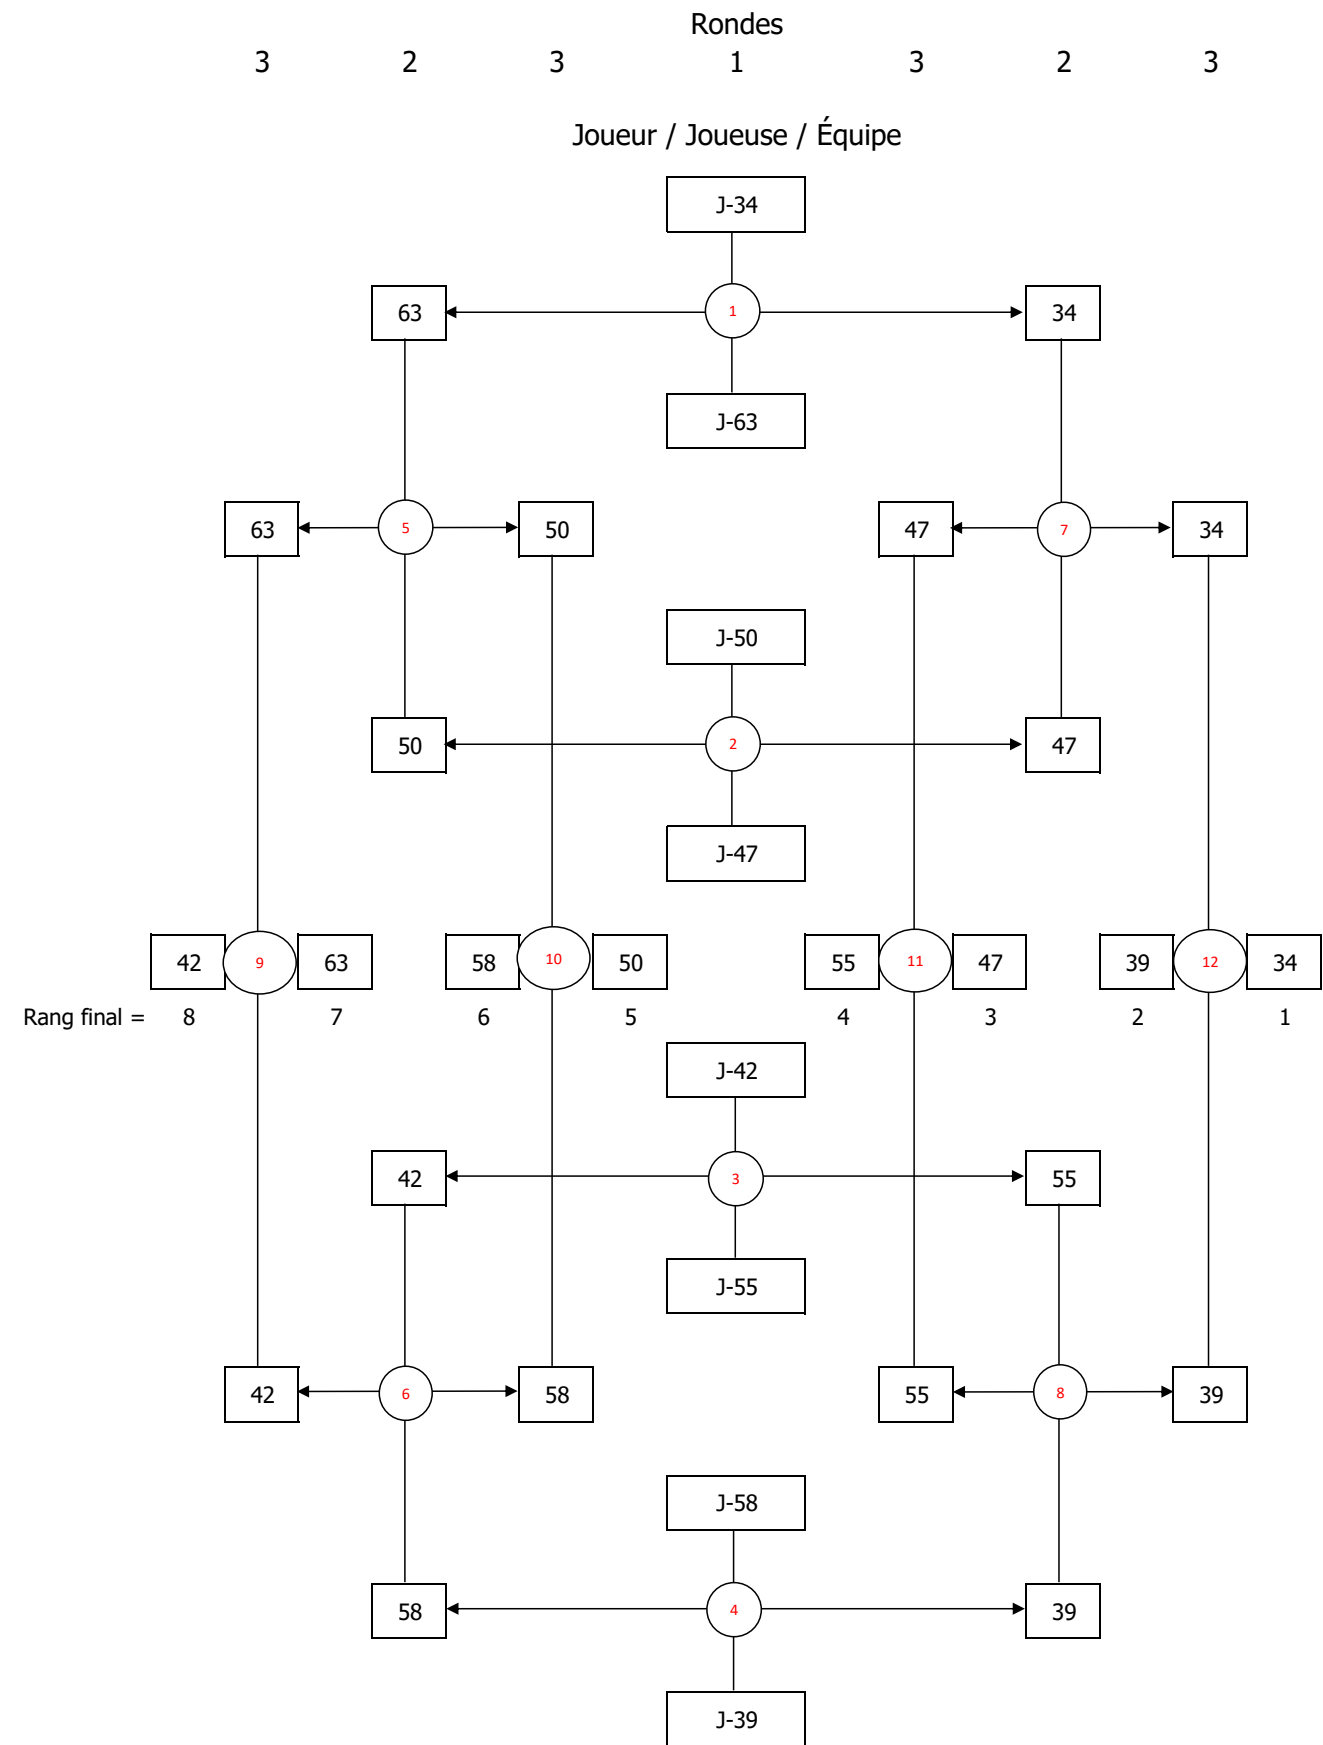 Rondes
3 2 3 1 3 2 3
Joueur / Joueuse / Équipe
J-34
63 1 34
J-63
63 5 50 47 7 34
J-50
50 2 47
J-47
42 9 63 58 10 50 55 11 47 39 12 34
Rang final = 8 7 6 5 4 3 2 1
J-42
42 3 55
J-55
42 6 58 55 8 39
J-58
58 4 39
J-39